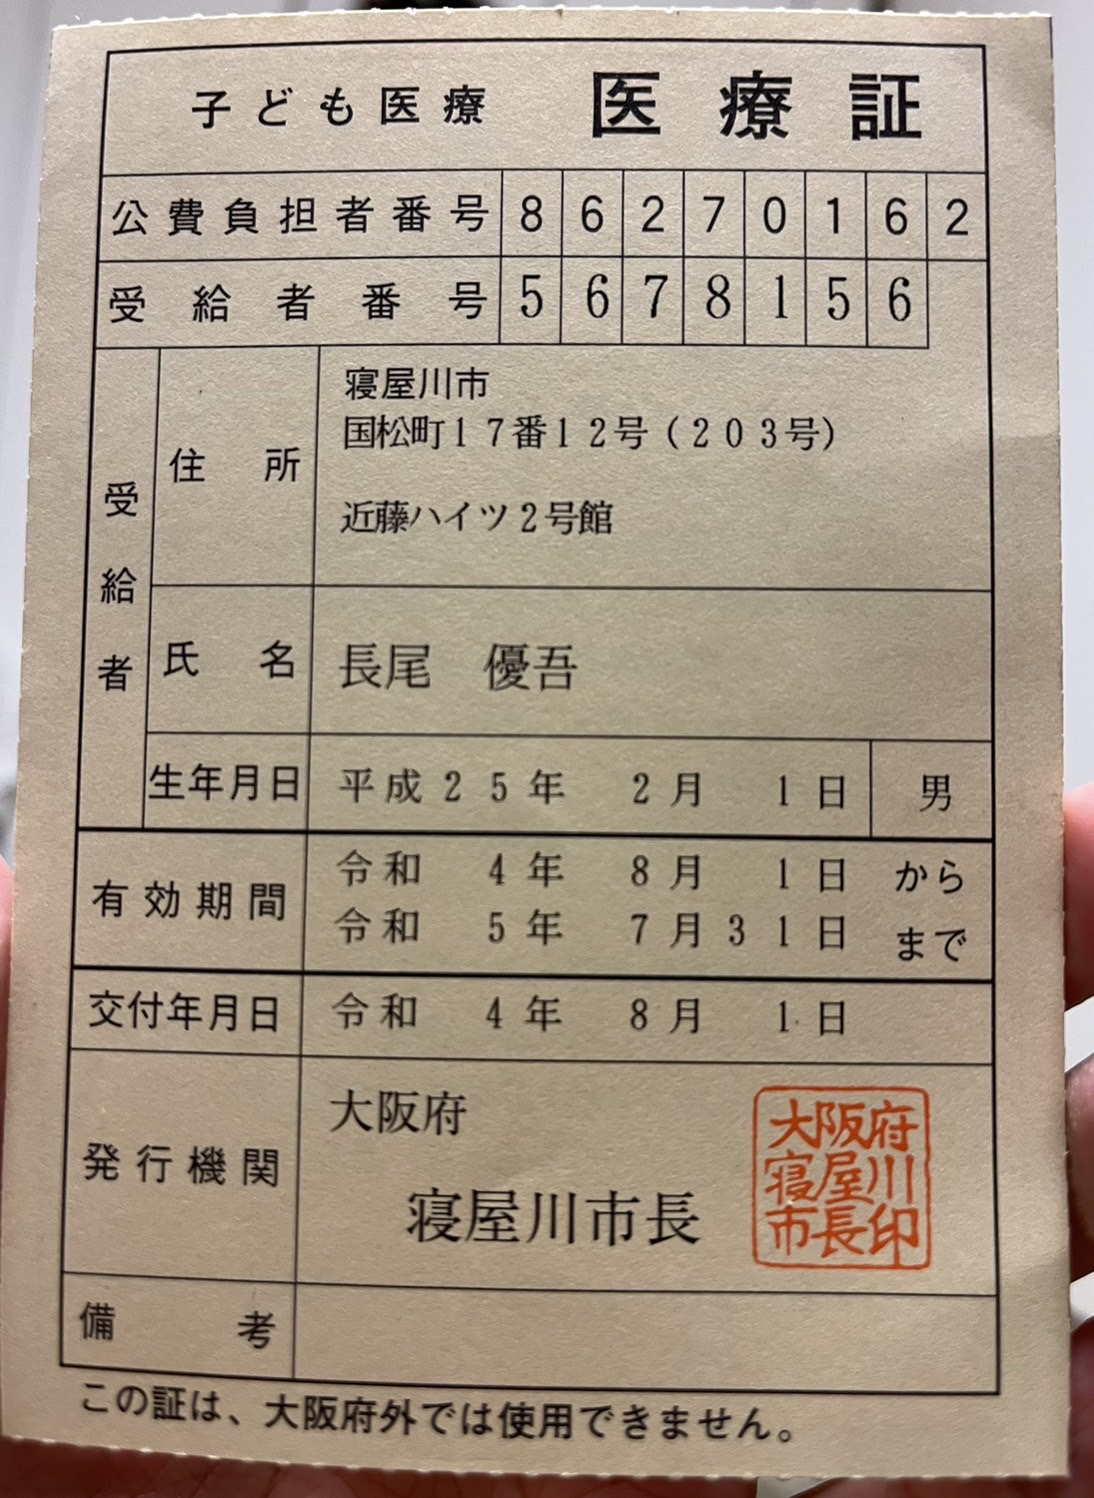 子ども医療 医療証
公費負担者番号 8 6 2 7 0 1 6 2
受給者番号 5 6 7 8 1 5 6
受給者
住所
寝屋川市
国松町１７番１２号（２０３号）
近藤ハイツ２号館
氏名 長尾　優吾
生年月日 平成２５年　２月　１日 男
有効期間
令和　４年　８月　１日 から
令和　５年　７月３１日 まで
交付年月日 令和　４年　８月　１日
発行機関
大阪府
寝屋川市長
大阪府
寝屋川
市長印
備考
この証は、大阪府外では使用できません。